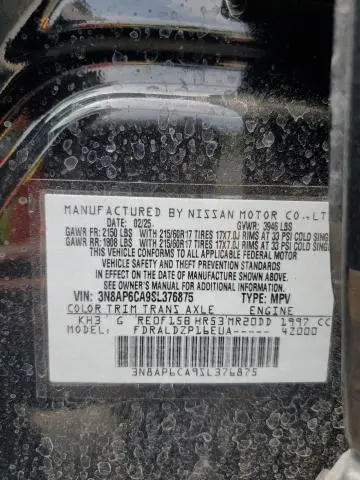 MANUFACTURED BY NISSAN MOTOR CO., LT
DATE: 02/25 GVWR: 3946 LBS
GAWR FR: 2150 LBS WITH 215/60R17 TIRES 17X7.0J RIMS AT 33 PSI COLD SING
GAWR RR: 1808 LBS WITH 215/60R17 TIRES 17X7.0J RIMS AT 33 PSI COLD SING
THIS VEHICLE CONFORMS TO ALL APPLICABLE
FEDERAL MOTOR VEHICLE SAFETY AND
THEFT PREVENTION STANDARDS IN EFFECT ON
THE DATE OF MANUFACTURE SHOWN ABOVE.
SEE OWNER'S MANUAL FOR ADDITIONAL INFORMATION.
VIN: 3N8AP6CA9SL376875 TYPE: MPV
COLOR TRIM TRANS AXLE ENGINE
KH3 G RE0F15B HR53 MR20DD 1997 CC
MODEL: FDRALDZP16EUA----- 42000
3N8AP6CA9SL376875